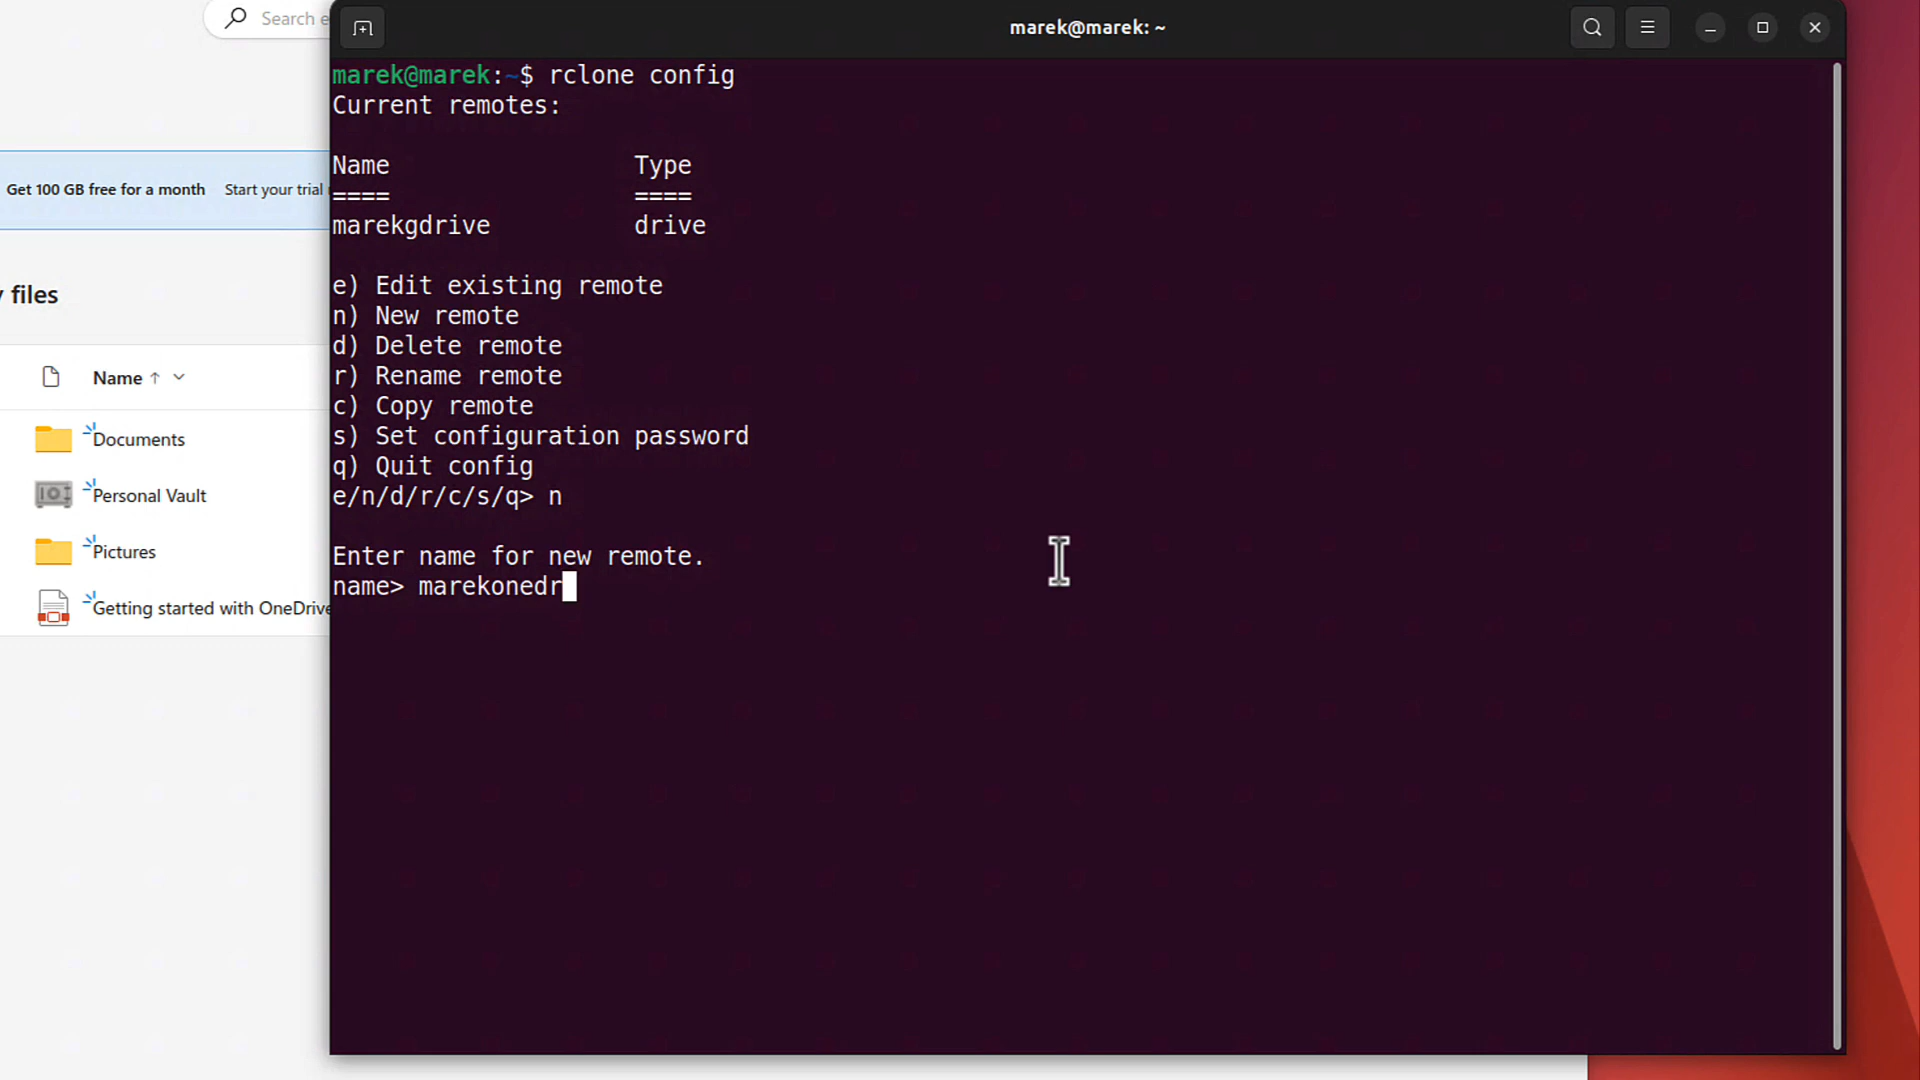 Search
marek@marek: ~
marek@marek:~$ rclone config
Current remotes:
Name Type
==== ====
marekgdrive drive
e) Edit existing remote
n) New remote
d) Delete remote
r) Rename remote
c) Copy remote
s) Set configuration password
q) Quit config
e/n/d/r/c/s/q> n
Enter name for new remote.
name> marekonedr
Get 100 GB free for a month Start your trial
files
Name
Documents
Personal Vault
Pictures
Getting started with OneDrive